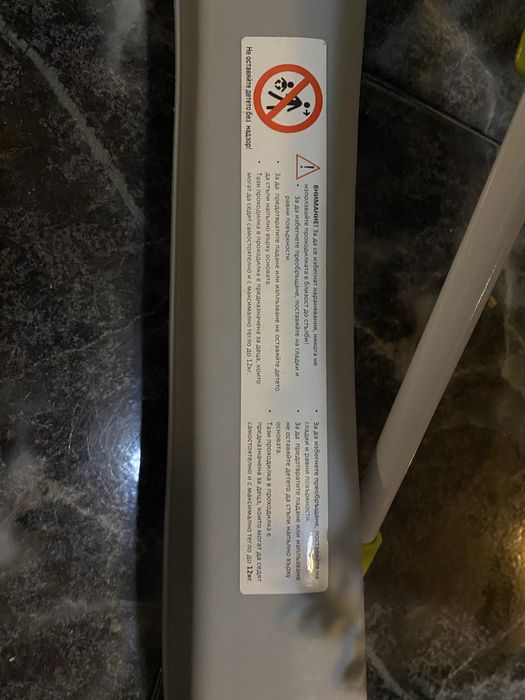 Не оставяйте детето без надзор!
ВНИМАНИЕ! За да се избегнат наранявания, никога не
използвайте проходилката в близост до стълби!
• За да избегнете преобръщане, поставяйте на гладки и
равни повърхности.
• За да предотвратите падане или изплъзване не оставяйте детето
да стъпи напълно върху основата.
• Тази проходилка в проходилка е предназначена за деца, които
могат да седят самостоятелно и с максимално тегло до 12кг.
• За да избегнете преобръщане, поставяйте на
гладки и равни повърхности.
• За да предотвратите падане или изплъзване
не оставяйте детето да стъпи напълно върху
основата.
• Тази проходилка в проходилка е
предназначена за деца, които могат да седят
самостоятелно и с максимално тегло до 12кг.